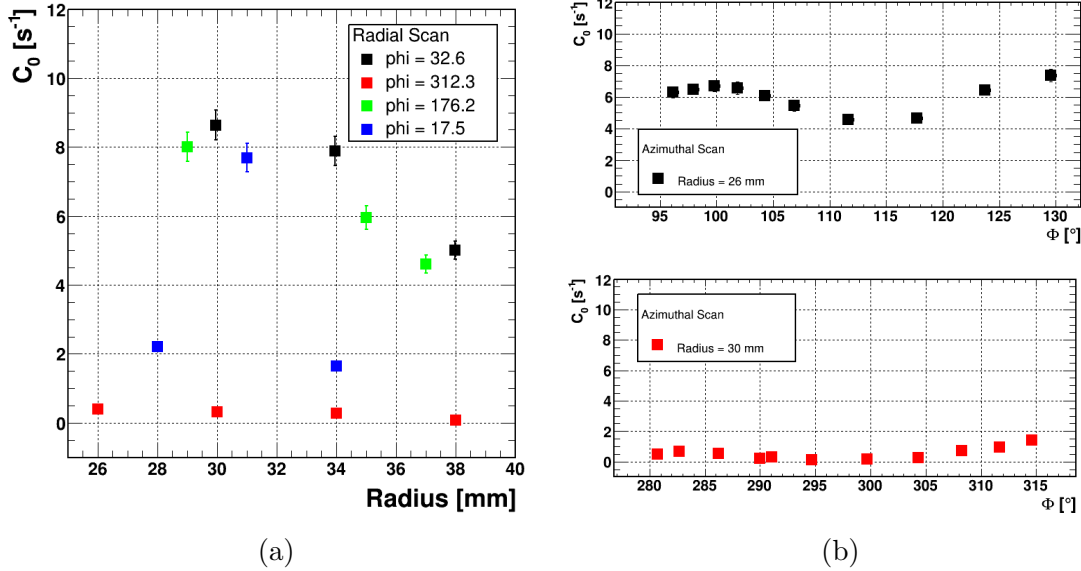 C₀ [s⁻¹]
12
10
8
6
4
2
0
Radial Scan
phi = 32.6
phi = 312.3
phi = 176.2
phi = 17.5
26 28 30 32 34 36 38 40
Radius [mm]
(a)
C₀ [s⁻¹]
12
10
8
6
4
2
0
Azimuthal Scan
Radius = 26 mm
95 100 105 110 115 120 125 130
Φ [°]
C₀ [s⁻¹]
12
10
8
6
4
2
0
Azimuthal Scan
Radius = 30 mm
280 285 290 295 300 305 310 315
Φ [°]
(b)